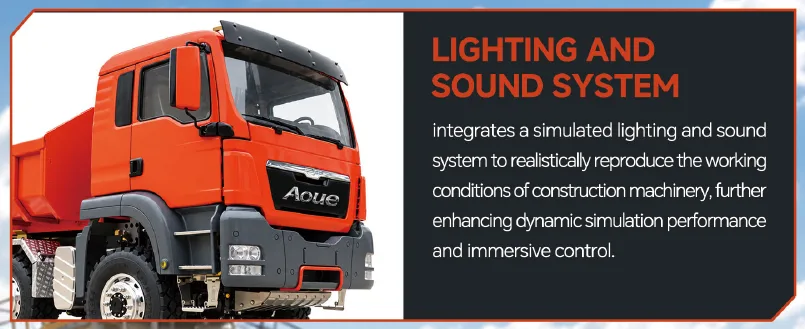 LIGHTING AND
SOUND SYSTEM
integrates a simulated lighting and sound
system to realistically reproduce the working
conditions of construction machinery, further
enhancing dynamic simulation performance
and immersive control.
Aoue